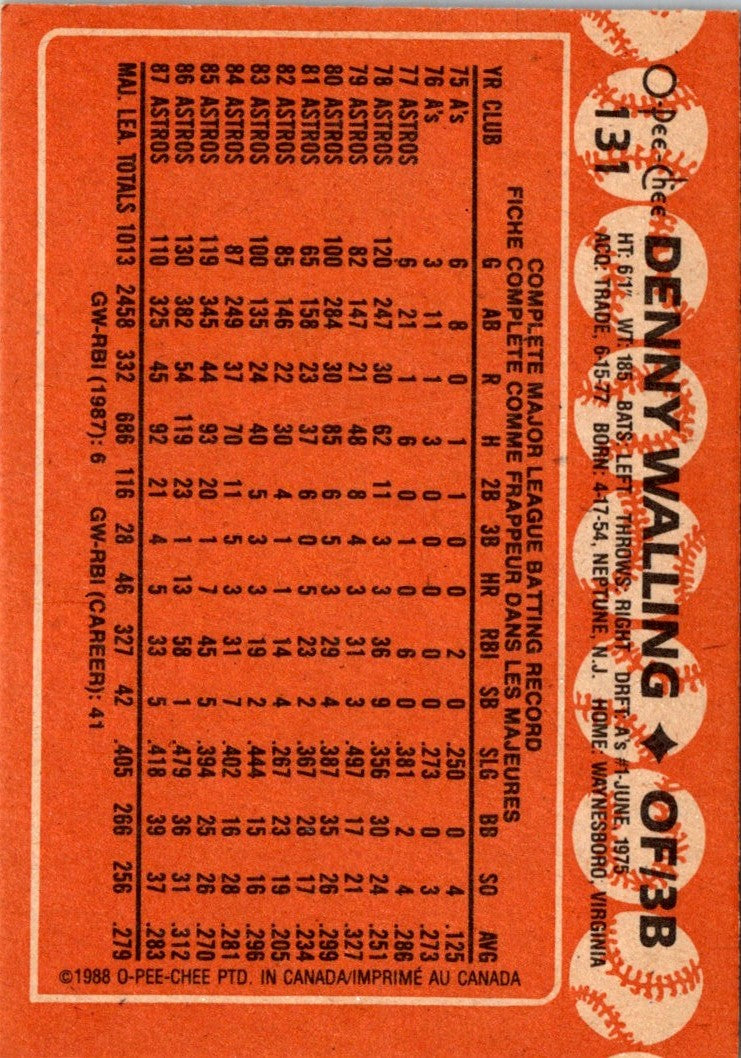 O-Pee-Chee
131
DENNY WALLING ◆ OF/3B
HT: 6'1" WT: 185 BATS: LEFT THROWS: RIGHT DRFT: A's #1-JUNE, 1975
ACQ: TRADE, 6-15-77 BORN: 4-17-54, NEPTUNE, N.J. HOME: WAYNESBORO, VIRGINIA
COMPLETE MAJOR LEAGUE BATTING RECORD
FICHE COMPLETE COMME FRAPPEUR DANS LES MAJEURES
YR CLUB G AB R H 2B 3B HR RBI SB SLG BB SO AVG
75 A's 6 8 0 1 1 0 0 2 0 .250 0 4 .125
76 A's 3 11 1 3 0 0 0 0 0 .273 0 3 .273
77 ASTROS 6 21 1 6 0 1 0 6 0 .381 2 4 .286
78 ASTROS 120 247 30 62 11 3 3 36 9 .356 30 24 .251
79 ASTROS 82 147 21 48 8 4 3 31 3 .497 17 21 .327
80 ASTROS 100 284 30 85 6 5 3 29 4 .387 35 26 .299
81 ASTROS 65 158 23 37 6 0 5 23 2 .367 28 17 .234
82 ASTROS 85 146 22 30 4 1 1 14 4 .267 23 19 .205
83 ASTROS 100 135 24 40 5 3 3 19 2 .444 15 16 .296
84 ASTROS 87 249 37 70 11 5 3 31 7 .402 16 28 .281
85 ASTROS 119 345 44 93 20 1 7 45 5 .394 25 26 .270
86 ASTROS 130 382 54 119 23 1 13 58 1 .479 36 31 .312
87 ASTROS 110 325 45 92 21 4 5 33 5 .418 39 37 .283
MAJ. LEA. TOTALS 1013 2458 332 686 116 28 46 327 42 .405 266 256 .279
GW-RBI (1987): 6 GW-RBI (CAREER): 41
©1988 O-PEE-CHEE PTD. IN CANADA/IMPRIMÉ AU CANADA